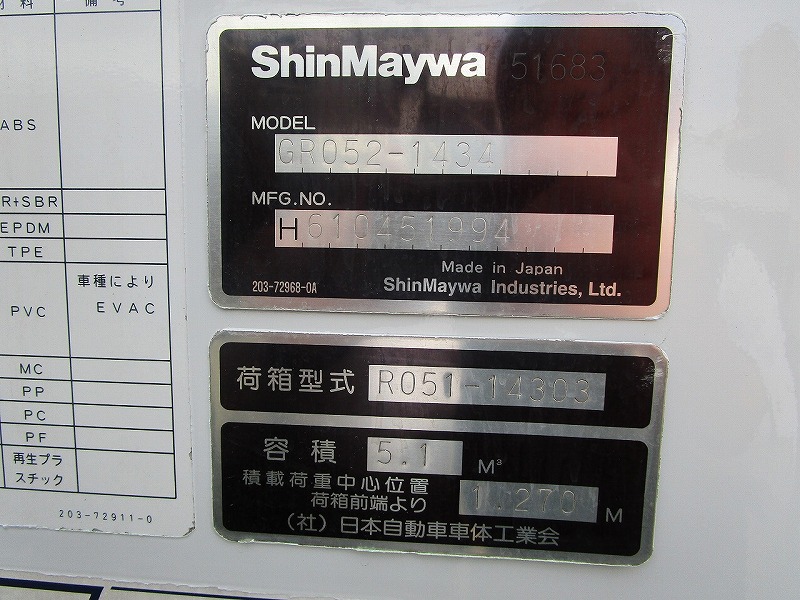 材料 備考
ABS
R+SBR
EPDM
TPE
PVC 車種により
EVAC
MC
PP
PC
PF
再生プラ
スチック
203-72911-0
ShinMaywa 51683
MODEL
GR052-1434
MFG.NO.
H610451994
Made in Japan
203-72968-0A ShinMaywa Industries, Ltd.
荷箱型式 R051-14303
容積 5.1 M³
積載荷重中心位置
荷箱前端より 1.270 M
（社）日本自動車車体工業会